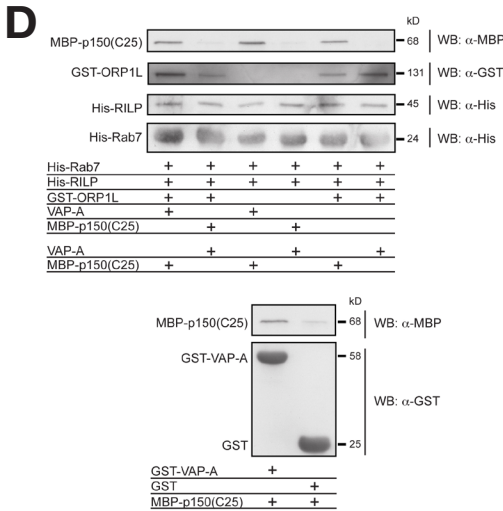 D
kD
MBP-p150(C25) 68 WB: α-MBP
GST-ORP1L 131 WB: α-GST
His-RILP 45 WB: α-His
His-Rab7 24 WB: α-His
His-Rab7 + + + + + +
His-RILP + + + + + +
GST-ORP1L + + + +
VAP-A + +
MBP-p150(C25) + +
VAP-A + + +
MBP-p150(C25) + + +
kD
MBP-p150(C25) 68 WB: α-MBP
GST-VAP-A 58
WB: α-GST
GST 25
GST-VAP-A +
GST +
MBP-p150(C25) + +